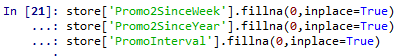 In [21]: store['Promo2SinceWeek'].fillna(0,inplace=True)
...: store['Promo2SinceYear'].fillna(0,inplace=True)
...: store['PromoInterval'].fillna(0,inplace=True)